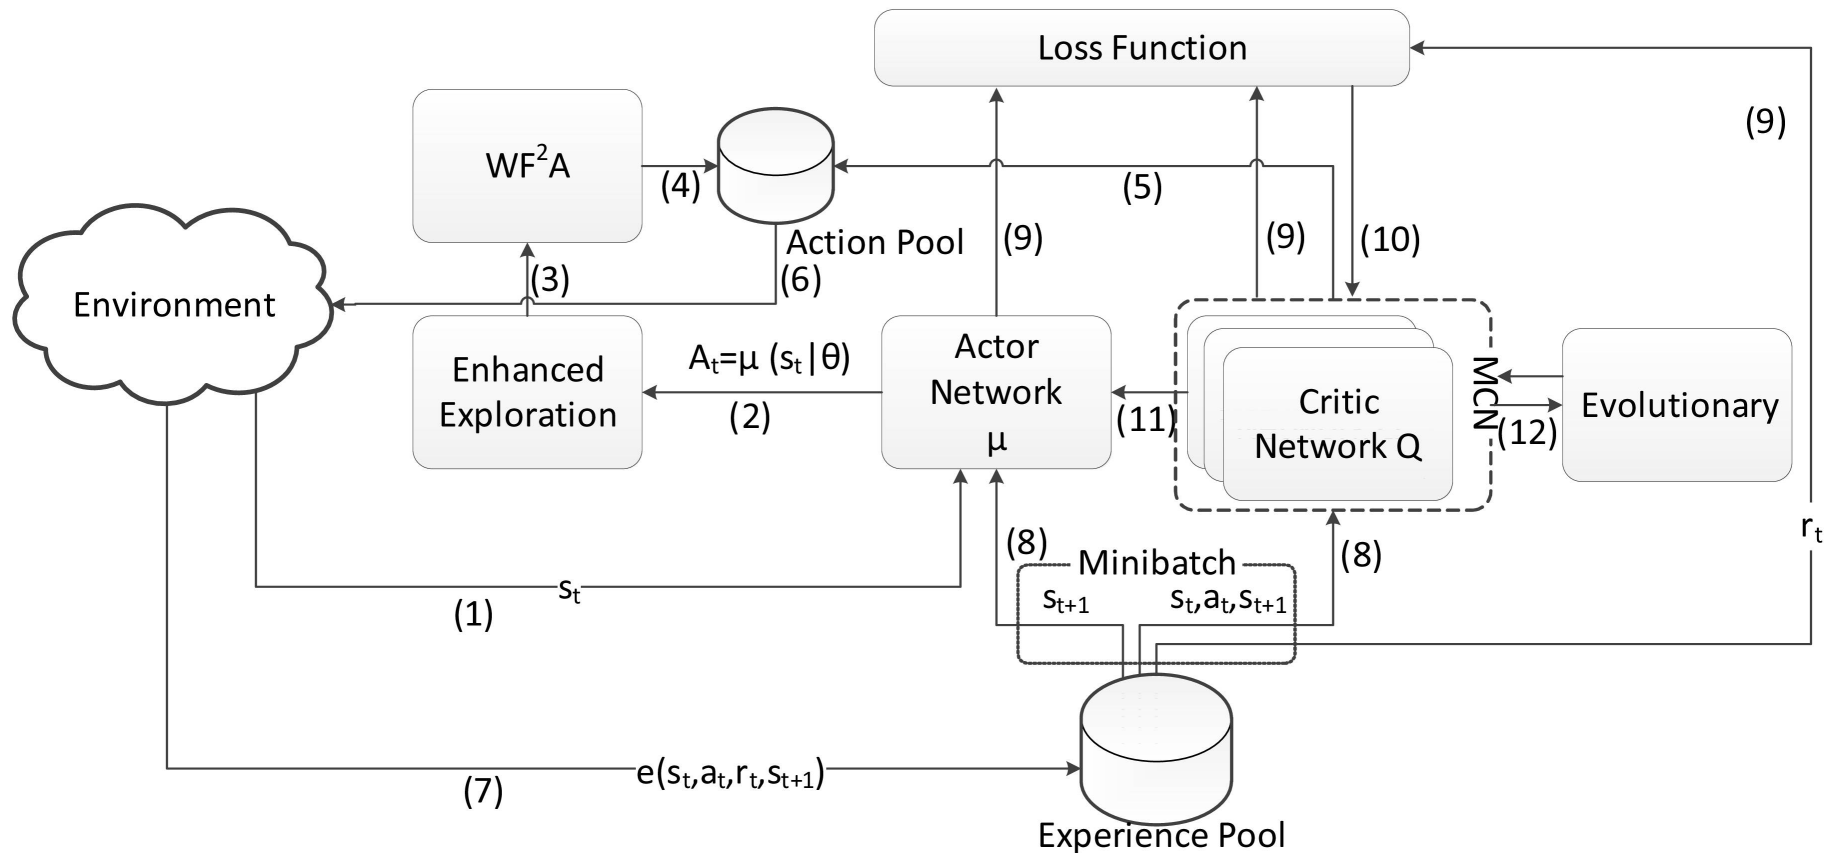 Loss Function
(9)
WF²A
(4)
(5)
Action Pool
(9)
(9)
(10)
(3)
(6)
Environment
Enhanced
Exploration
Aₜ=μ (sₜ|θ)
(2)
Actor
Network
μ
(11)
Critic
Network Q
MCN
(12)
Evolutionary
rₜ
(8)
(8)
Minibatch
sₜ₊₁
sₜ,aₜ,sₜ₊₁
sₜ
(1)
e(sₜ,aₜ,rₜ,sₜ₊₁)
(7)
Experience Pool